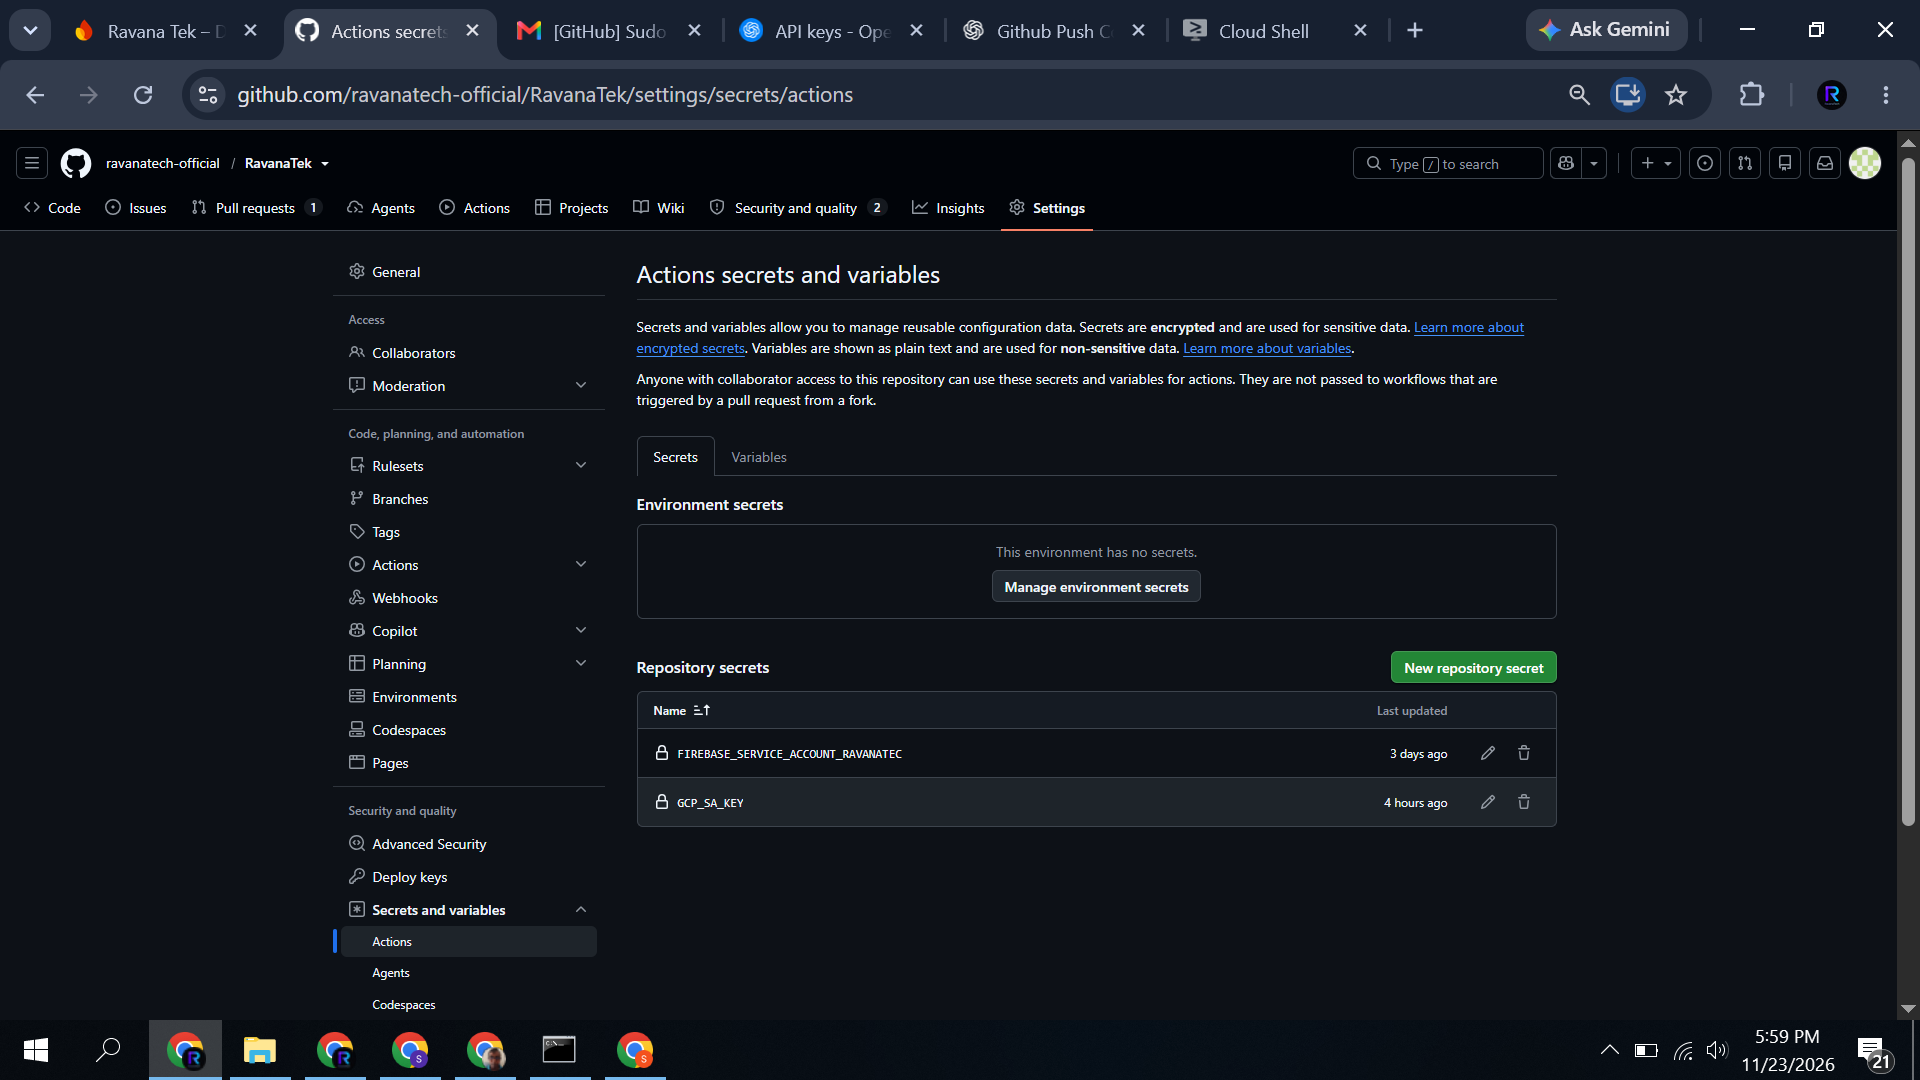 Ravana Tek – D
Actions secrets
[GitHub] Sudo
API keys - Ope
Github Push C
Cloud Shell
Ask Gemini
github.com/ravanatech-official/RavanaTek/settings/secrets/actions
ravanatech-official / RavanaTek
Type / to search
Code
Issues
Pull requests 1
Agents
Actions
Projects
Wiki
Security and quality 2
Insights
Settings
General
Access
Collaborators
Moderation
Code, planning, and automation
Rulesets
Branches
Tags
Actions
Webhooks
Copilot
Planning
Environments
Codespaces
Pages
Security and quality
Advanced Security
Deploy keys
Secrets and variables
Actions
Agents
Codespaces
Actions secrets and variables
Secrets and variables allow you to manage reusable configuration data. Secrets are encrypted and are used for sensitive data. Learn more about
encrypted secrets. Variables are shown as plain text and are used for non-sensitive data. Learn more about variables.
Anyone with collaborator access to this repository can use these secrets and variables for actions. They are not passed to workflows that are
triggered by a pull request from a fork.
Secrets
Variables
Environment secrets
This environment has no secrets.
Manage environment secrets
Repository secrets
New repository secret
Name
Last updated
FIREBASE_SERVICE_ACCOUNT_RAVANATEC
3 days ago
GCP_SA_KEY
4 hours ago
5:59 PM
11/23/2026
21